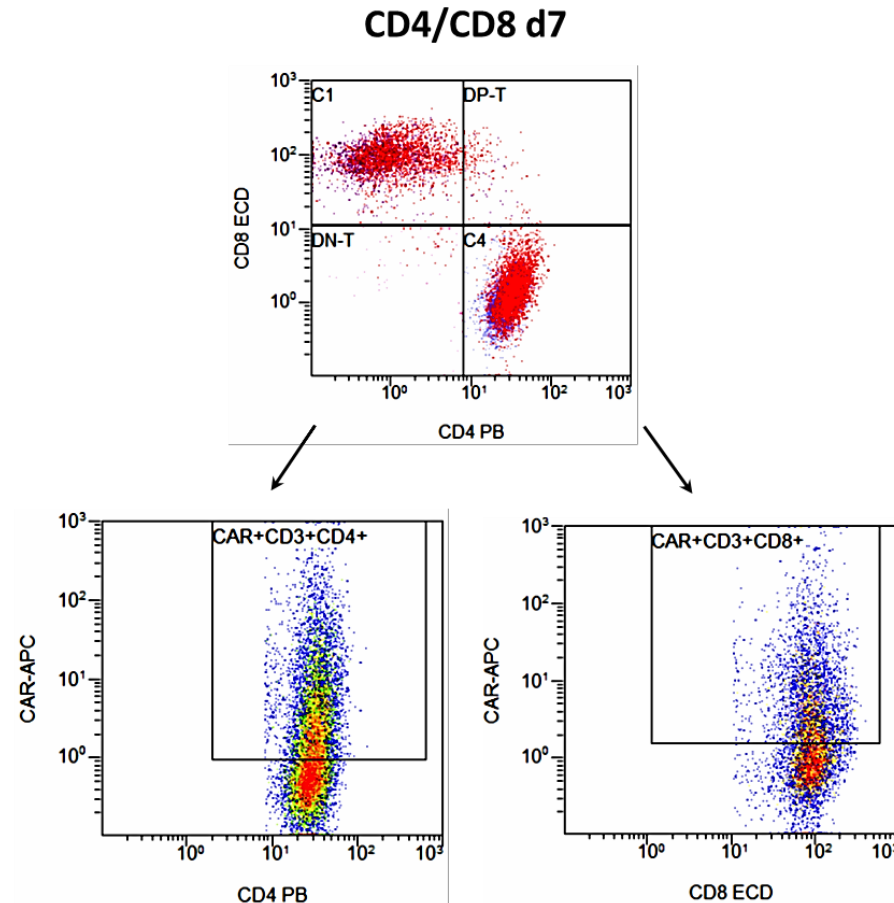 CD4/CD8 d7
10³
C1
DP-T
10²
CD8 ECD
10¹
DN-T
C4
10⁰
10⁰
10¹
10²
10³
CD4 PB
10³
CAR+CD3+CD4+
10²
CAR-APC
10¹
10⁰
10⁰
10¹
10²
10³
CD4 PB
10³
CAR+CD3+CD8+
10²
CAR-APC
10¹
10⁰
10⁰
10¹
10²
CD8 ECD